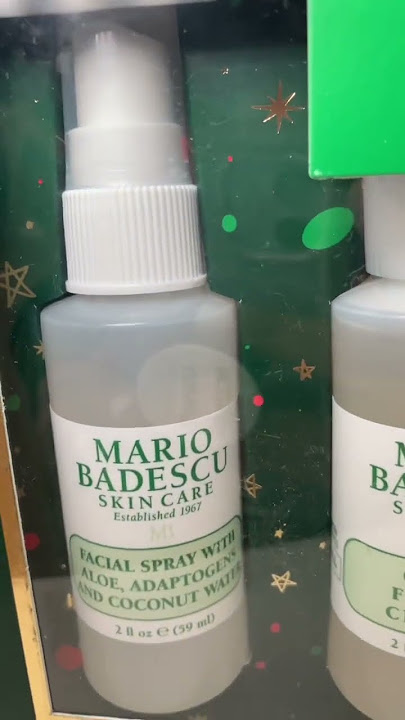 MARIO
BADESCU
SKIN CARE
Established 1967
FACIAL SPRAY WITH
ALOE, ADAPTOGENS
AND COCONUT WATER
2 fl oz e (59 ml)